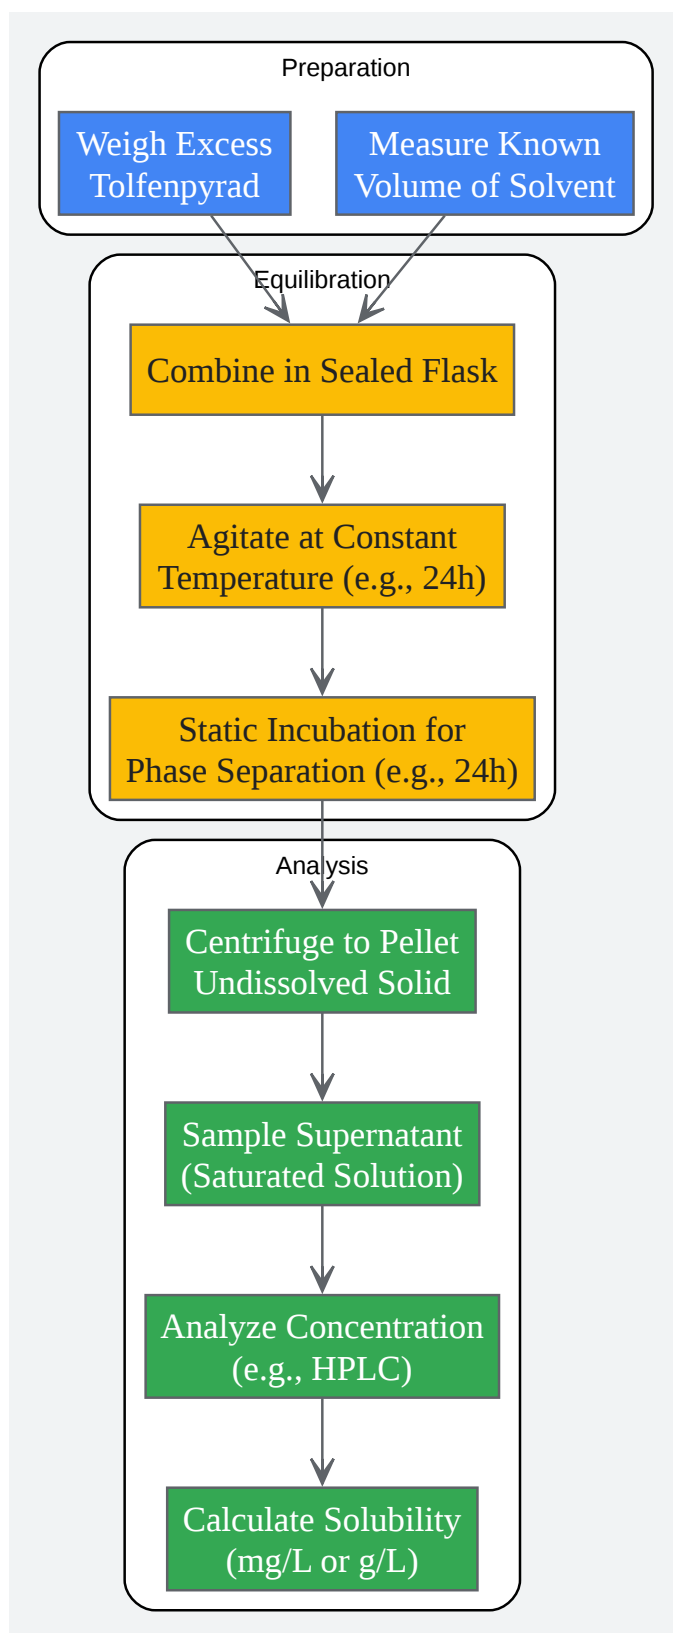 Preparation
Weigh Excess
Tolfenpyrad
Measure Known
Volume of Solvent
Equilibration
Combine in Sealed Flask
Agitate at Constant
Temperature (e.g., 24h)
Static Incubation for
Phase Separation (e.g., 24h)
Analysis
Centrifuge to Pellet
Undissolved Solid
Sample Supernatant
(Saturated Solution)
Analyze Concentration
(e.g., HPLC)
Calculate Solubility
(mg/L or g/L)